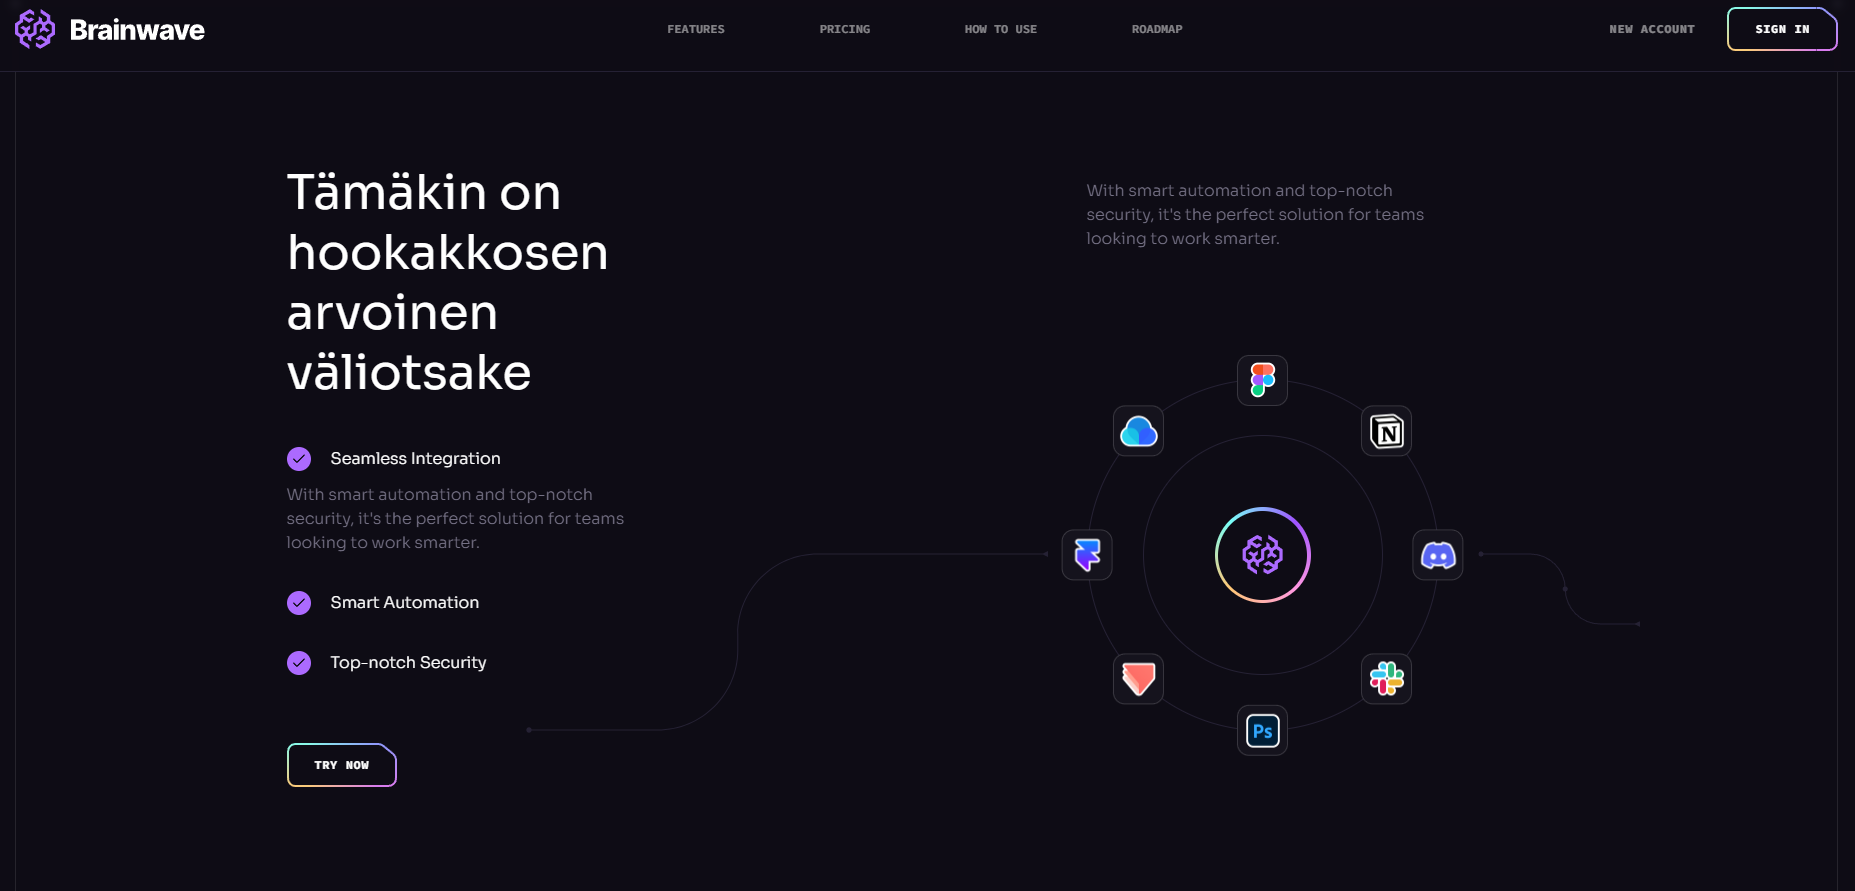 Brainwave
FEATURES
PRICING
HOW TO USE
ROADMAP
NEW ACCOUNT
SIGN IN
Tämäkin on
hookakkosen
arvoinen
väliotsake
Seamless Integration
With smart automation and top-notch
security, it's the perfect solution for teams
looking to work smarter.
Smart Automation
Top-notch Security
TRY NOW
With smart automation and top-notch
security, it's the perfect solution for teams
looking to work smarter.
N
Ps